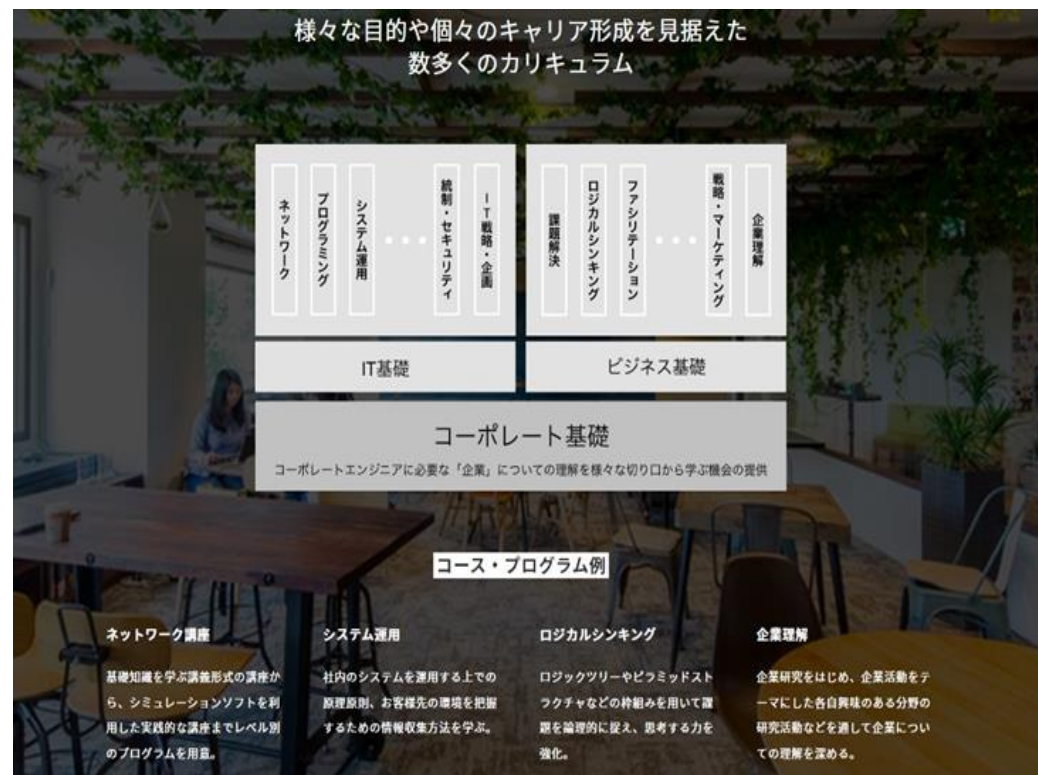 様々な目的や個々のキャリア形成を見据えた
数多くのカリキュラム
ネットワーク
プログラミング
システム運用
・・・
統制・セキュリティ
IT戦略・企画
課題解決
ロジカルシンキング
ファシリテーション
・・・
戦略・マーケティング
企業理解
IT基礎
ビジネス基礎
コーポレート基礎
コーポレートエンジニアに必要な「企業」についての理解を様々な切り口から学ぶ機会の提供
コース・プログラム例
ネットワーク講座
基礎知識を学ぶ講義形式の講座か
ら、シミュレーションソフトを利
用した実践的な講座までレベル別
のプログラムを用意。
システム運用
社内のシステムを運用する上での
原理原則、お客様先の環境を把握
するための情報収集方法を学ぶ。
ロジカルシンキング
ロジックツリーやピラミッドスト
ラクチャなどの枠組みを用いて課
題を論理的に捉え、思考する力を
強化。
企業理解
企業研究をはじめ、企業活動をテ
ーマにした各自興味のある分野の
研究活動などを通して企業につい
ての理解を深める。